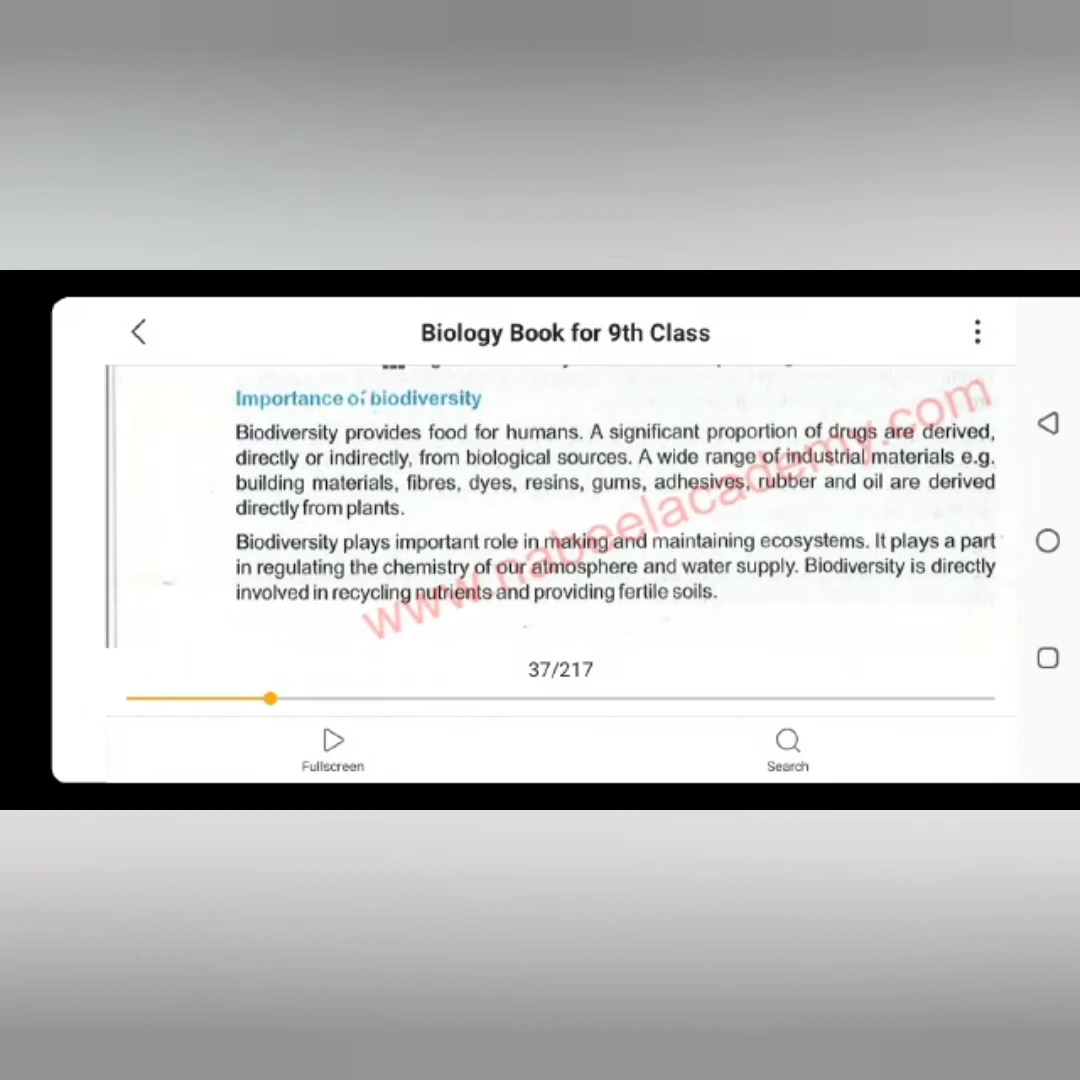 Biology Book for 9th Class
Importance of biodiversity
Biodiversity provides food for humans. A significant proportion of drugs are derived,
directly or indirectly, from biological sources. A wide range of industrial materials e.g.
building materials, fibres, dyes, resins, gums, adhesives, rubber and oil are derived
directly from plants.
Biodiversity plays important role in making and maintaining ecosystems. It plays a part
in regulating the chemistry of our atmosphere and water supply. Biodiversity is directly
involved in recycling nutrients and providing fertile soils.
www.nabeelacademy.com
37/217
Fullscreen
Search